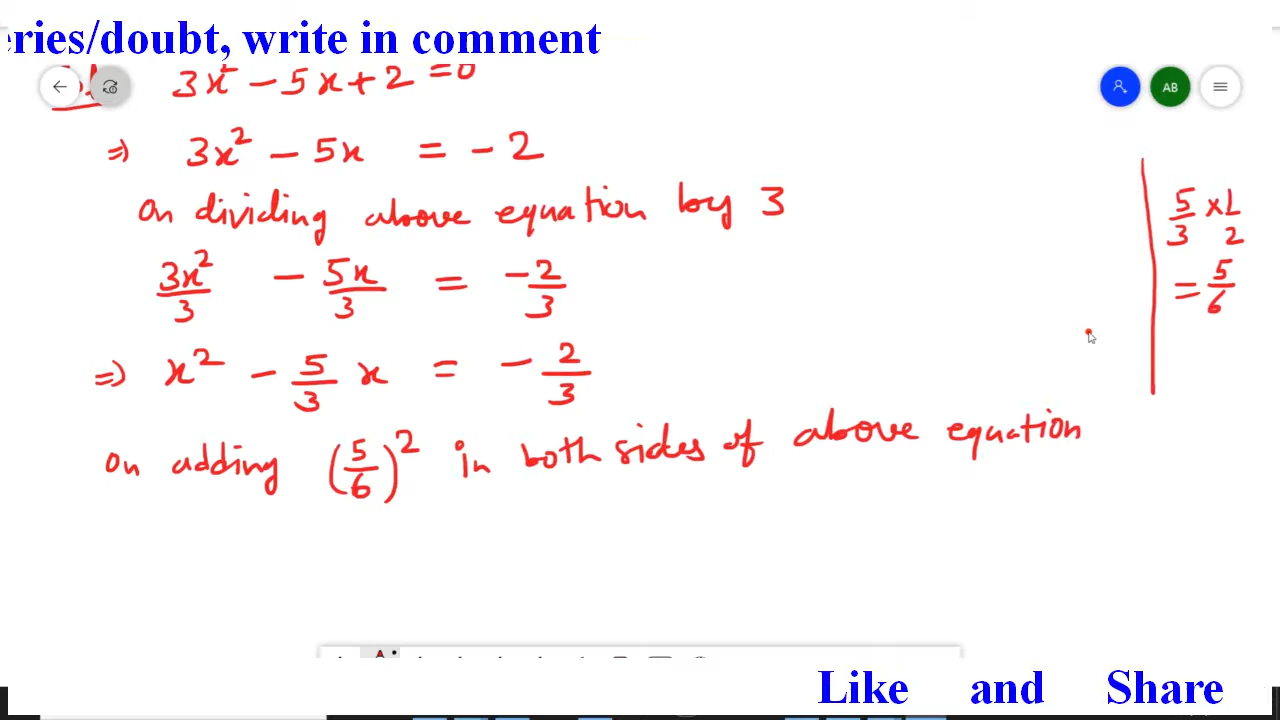 eries/doubt, write in comment
3x² - 5x + 2 = 0
AB
⇒ 3x² - 5x = - 2
On dividing above equation by 3
3x²/3 - 5x/3 = -2/3
⇒ x² - 5/3 x = - 2/3
On adding (5/6)² in both sides of above equation
5/3 x 1/2
= 5/6
Like and Share